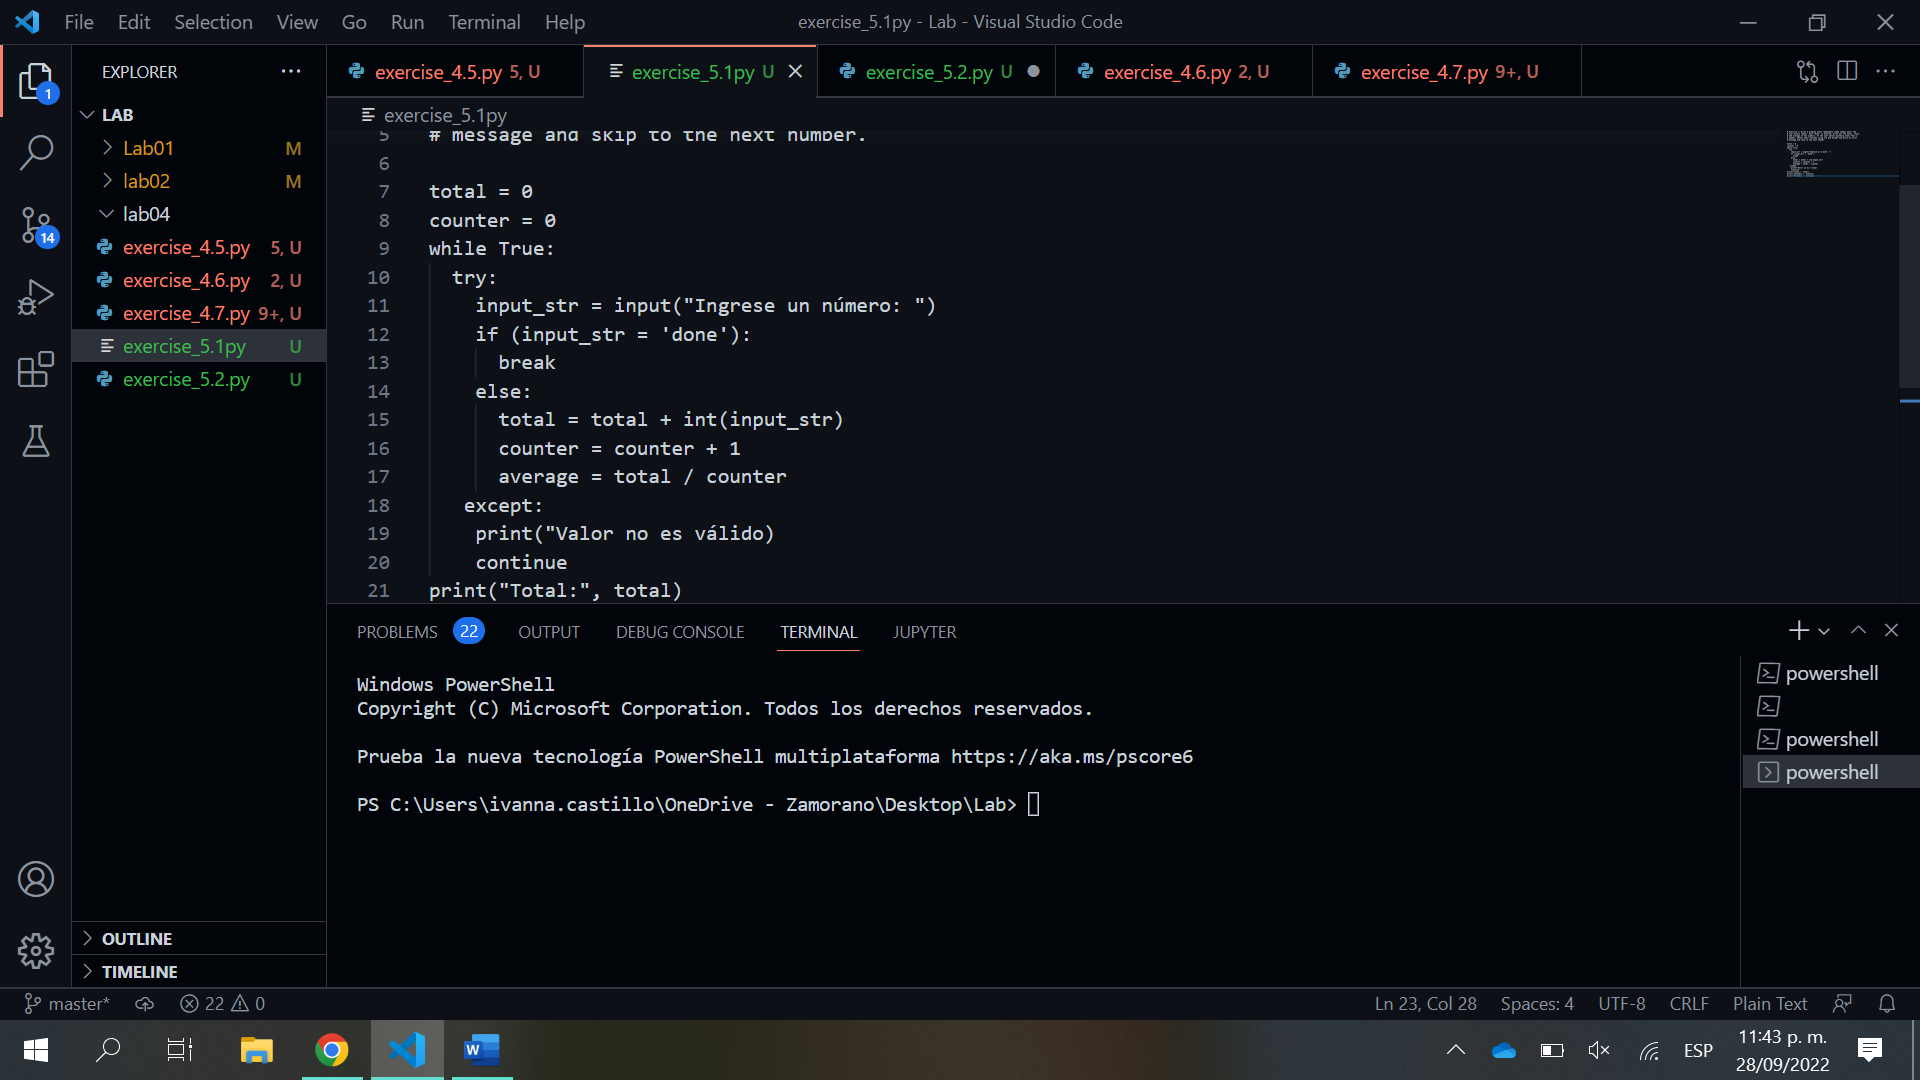 File Edit Selection View Go Run Terminal Help exercise_5.1py - Lab - Visual Studio Code
EXPLORER
LAB
Lab01 M
lab02 M
lab04
exercise_4.5.py 5, U
exercise_4.6.py 2, U
exercise_4.7.py 9+, U
exercise_5.1py U
exercise_5.2.py U
OUTLINE
TIMELINE
1
14
exercise_4.5.py 5, U exercise_5.1py U exercise_5.2.py U exercise_4.6.py 2, U exercise_4.7.py 9+, U
exercise_5.1py
5 # message and skip to the next number.
6
7 total = 0
8 counter = 0
9 while True:
10 try:
11 input_str = input("Ingrese un número: ")
12 if (input_str = 'done'):
13 break
14 else:
15 total = total + int(input_str)
16 counter = counter + 1
17 average = total / counter
18 except:
19 print("Valor no es válido)
20 continue
21 print("Total:", total)
PROBLEMS 22 OUTPUT DEBUG CONSOLE TERMINAL JUPYTER
Windows PowerShell
Copyright (C) Microsoft Corporation. Todos los derechos reservados.
Prueba la nueva tecnología PowerShell multiplataforma https://aka.ms/pscore6
PS C:\Users\ivanna.castillo\OneDrive - Zamorano\Desktop\Lab>
powershell
powershell
powershell
master* 22 0 Ln 23, Col 28 Spaces: 4 UTF-8 CRLF Plain Text
W ESP 11:43 p. m.
28/09/2022